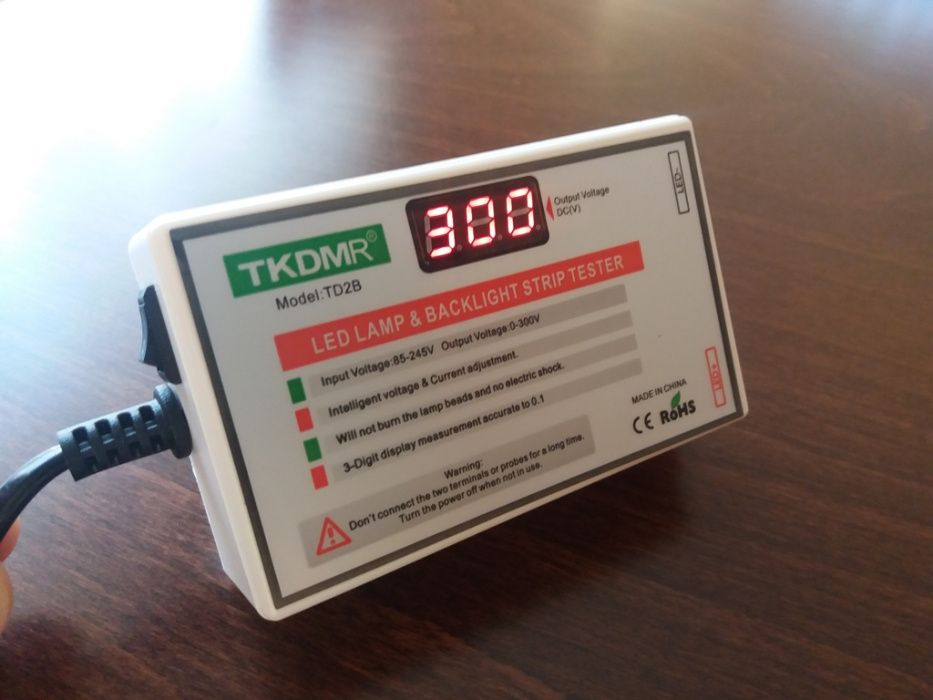 300
Output Voltage
DC(V)
LED-
TKDMR®
Model:TD2B
LED LAMP & BACKLIGHT STRIP TESTER
Input Voltage:85-245V Output Voltage:0-300V
Intelligent voltage & Current adjustment.
Will not burn the lamp beads and no electric shock.
3-Digit display measurement accurate to 0.1
LED+
MADE IN CHINA
CE RoHS
Warning:
Don't connect the two terminals or probes for a long time.
Turn the power off when not in use.